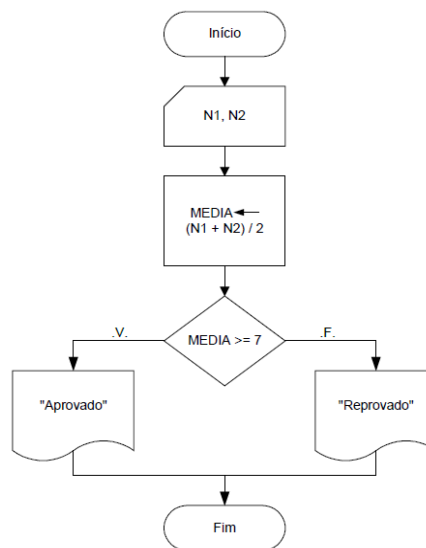 Início
N1, N2
MEDIA←
(N1 + N2) / 2
MEDIA >= 7
.V.
.F.
"Aprovado"
"Reprovado"
Fim